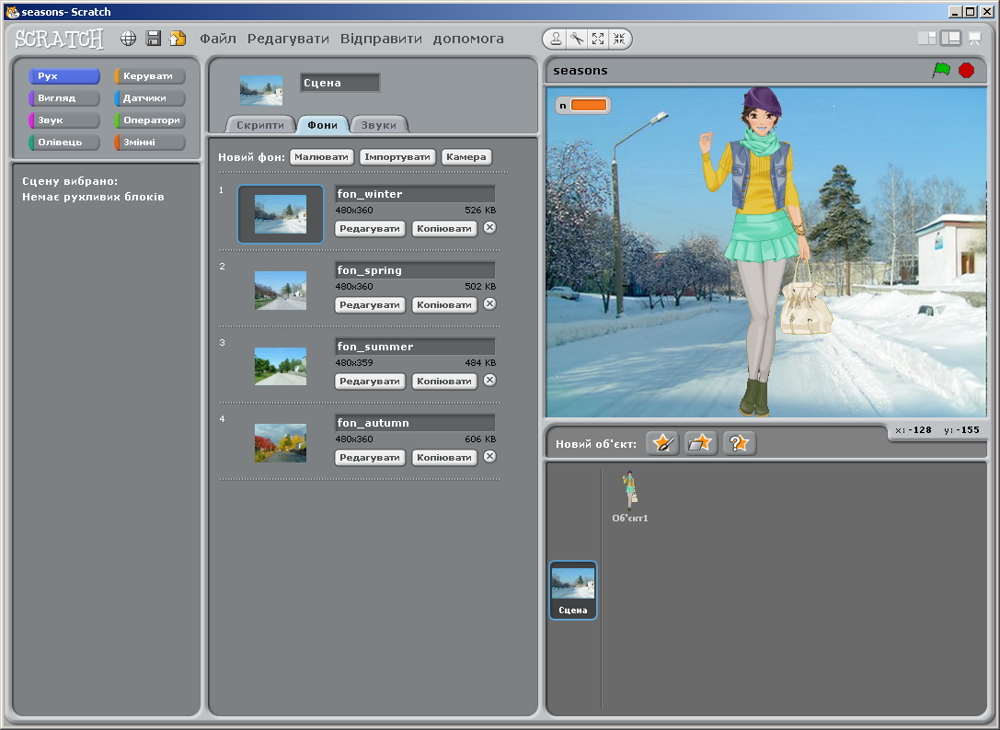 seasons- Scratch
SCRATCH
Файл Редагувати Відправити допомога
Рух
Керувати
Вигляд
Датчики
Звук
Оператори
Олівець
Змінні
Сцену вибрано:
Немає рухливих блоків
Сцена
Скрипти Фони Звуки
Новий фон: Малювати Імпортувати Камера
1
fon_winter
480x360 526 KB
Редагувати Копіювати
2
fon_spring
480x360 502 KB
Редагувати Копіювати
3
fon_summer
480x359 484 KB
Редагувати Копіювати
4
fon_autumn
480x360 606 KB
Редагувати Копіювати
seasons
n
x: -128 y: -155
Новий об'єкт:
Об'єкт1
Сцена